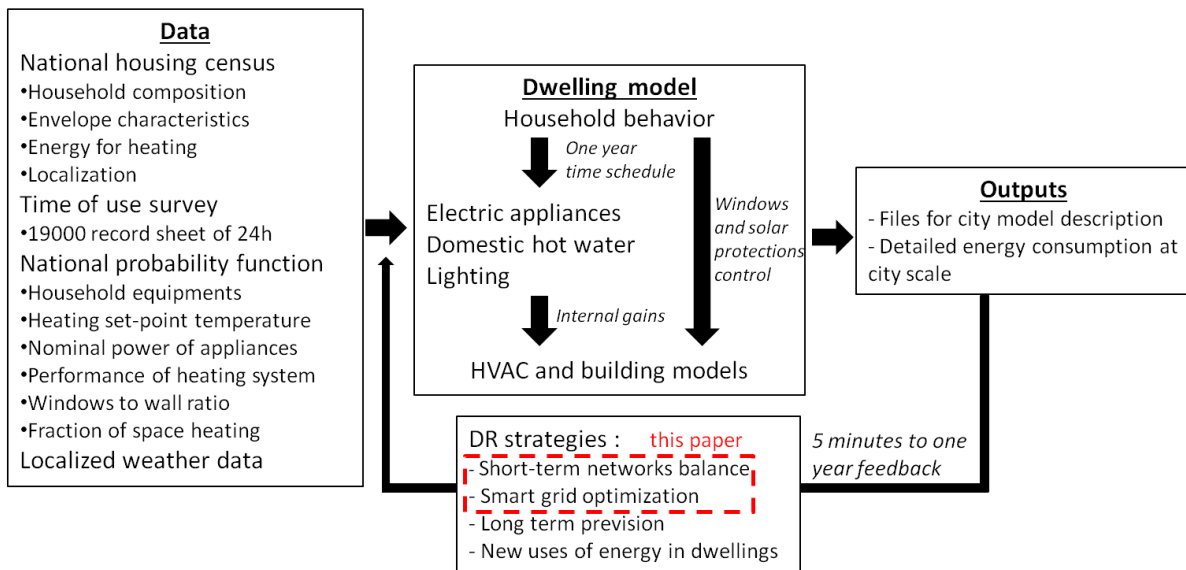 Data
National housing census
•Household composition
•Envelope characteristics
•Energy for heating
•Localization
Time of use survey
•19000 record sheet of 24h
National probability function
•Household equipments
•Heating set-point temperature
•Nominal power of appliances
•Performance of heating system
•Windows to wall ratio
•Fraction of space heating
Localized weather data
Dwelling model
Household behavior
One year
time schedule
Electric appliances
Domestic hot water
Lighting
Windows
and solar
protections
control
Internal gains
HVAC and building models
Outputs
- Files for city model description
- Detailed energy consumption at
city scale
DR strategies : this paper
- Short-term networks balance
- Smart grid optimization
- Long term prevision
- New uses of energy in dwellings
5 minutes to one
year feedback